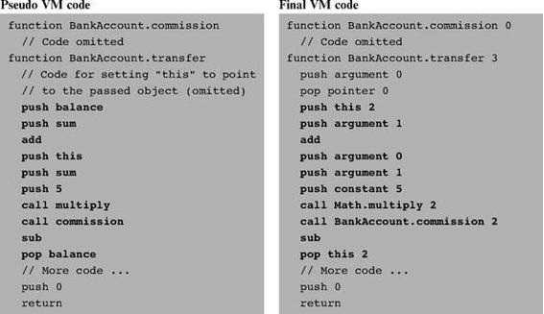 Pseudo VM code
function BankAccount.commission
// Code omitted
function BankAccount.transfer
// Code for setting "this" to point
// to the passed object (omitted)
push balance
push sum
add
push this
push sum
push 5
call multiply
call commission
sub
pop balance
// More code ...
push 0
return
Final VM code
function BankAccount.commission 0
// Code omitted
function BankAccount.transfer 3
push argument 0
pop pointer 0
push this 2
push argument 1
add
push argument 0
push argument 1
push constant 5
call Math.multiply 2
call BankAccount.commission 2
sub
pop this 2
// More code ...
push 0
return